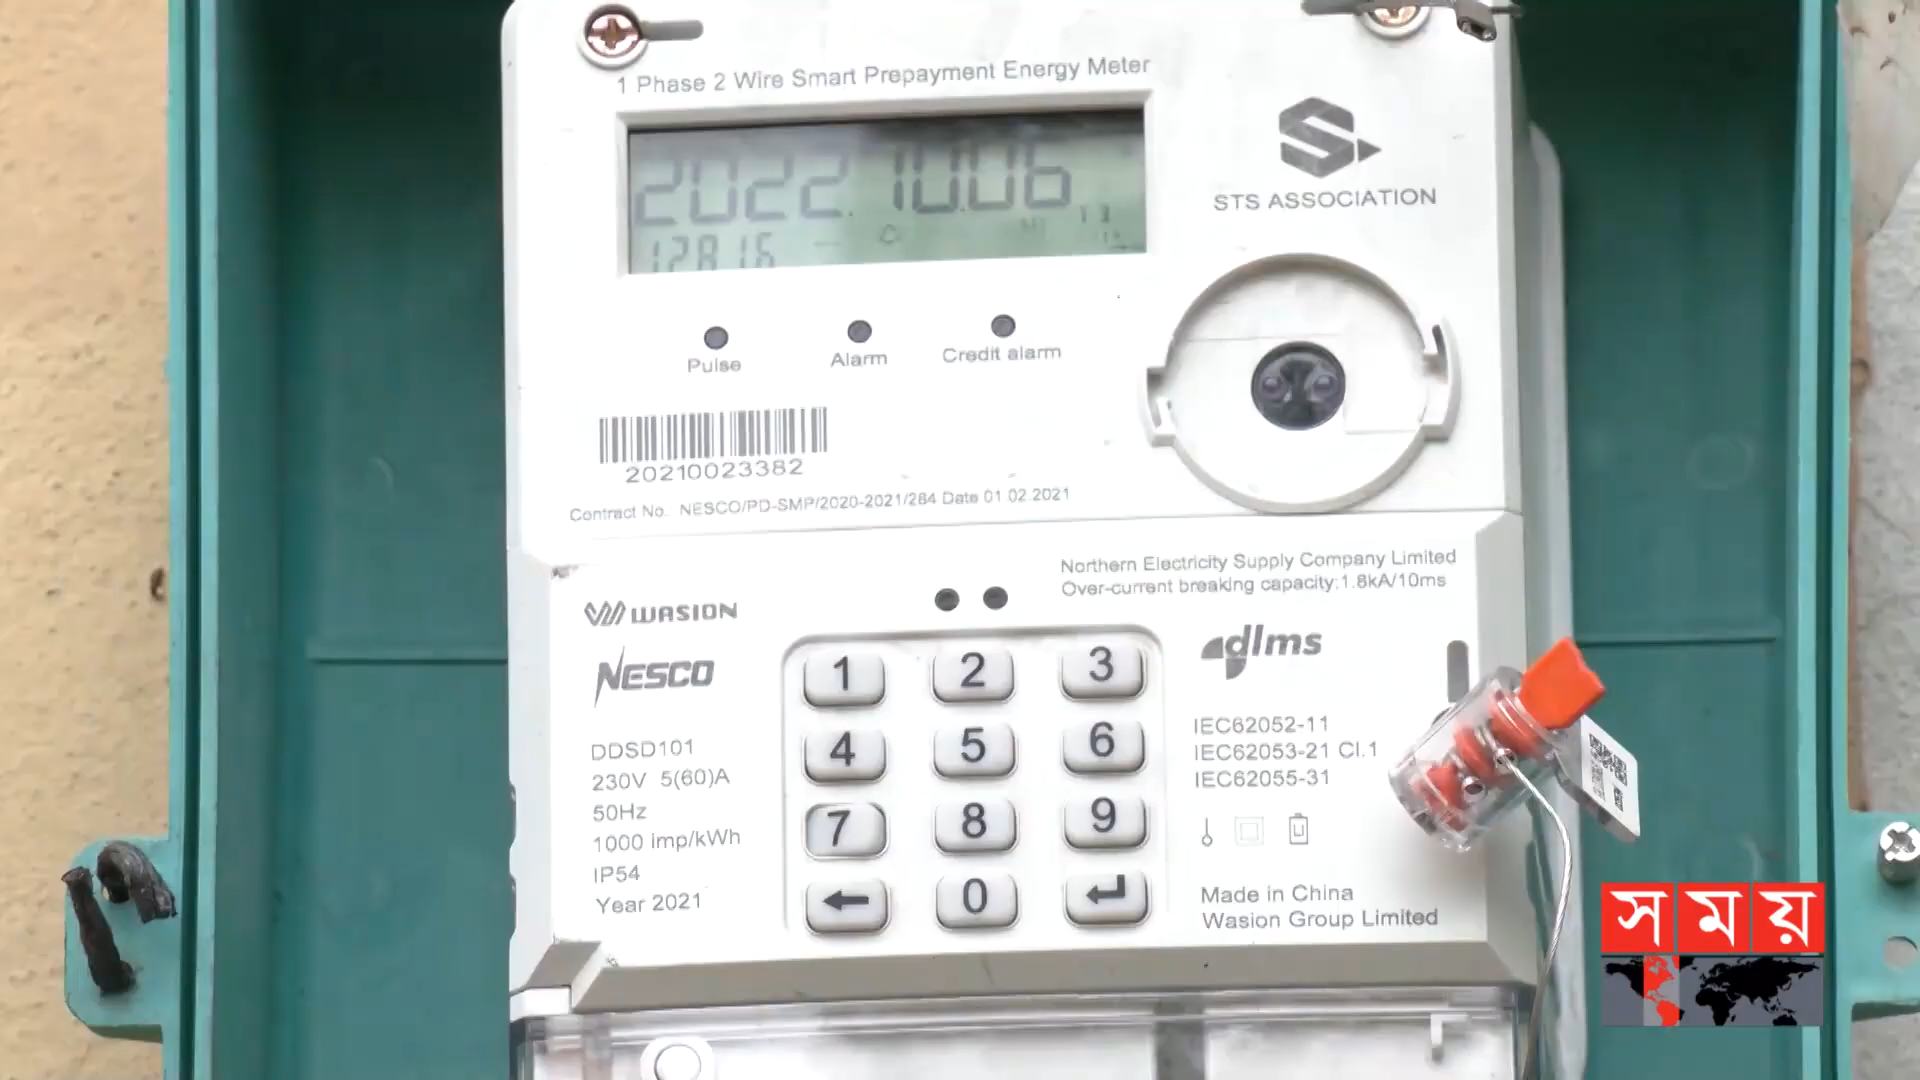 1 Phase 2 Wire Smart Prepayment Energy Meter
2022.10.06
12816
STS ASSOCIATION
Pulse
Alarm
Credit alarm
20210023382
Contract No. NESCO/PD-SMP/2020-2021/284 Date 01 02.2021
Northern Electricity Supply Company Limited
Over-current breaking capacity:1.8kA/10ms
WASION
NESCO
DDSD101
230V 5(60)A
50Hz
1000 imp/kWh
IP54
Year 2021
1 2 3
4 5 6
7 8 9
← 0 ↵
dlms
IEC62052-11
IEC62053-21 Cl.1
IEC62055-31
Made in China
Wasion Group Limited
সময়